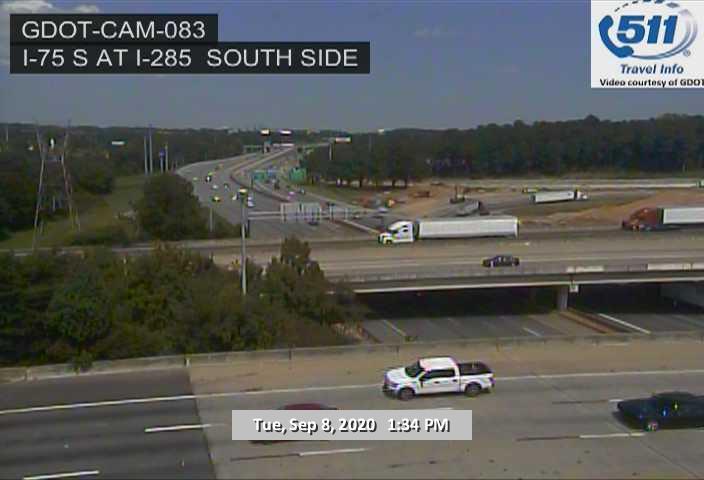 GDOT-CAM-083
I-75 S AT I-285 SOUTH SIDE
511
Travel Info
Video courtesy of GDOT
Tue, Sep 8, 2020 1:34 PM